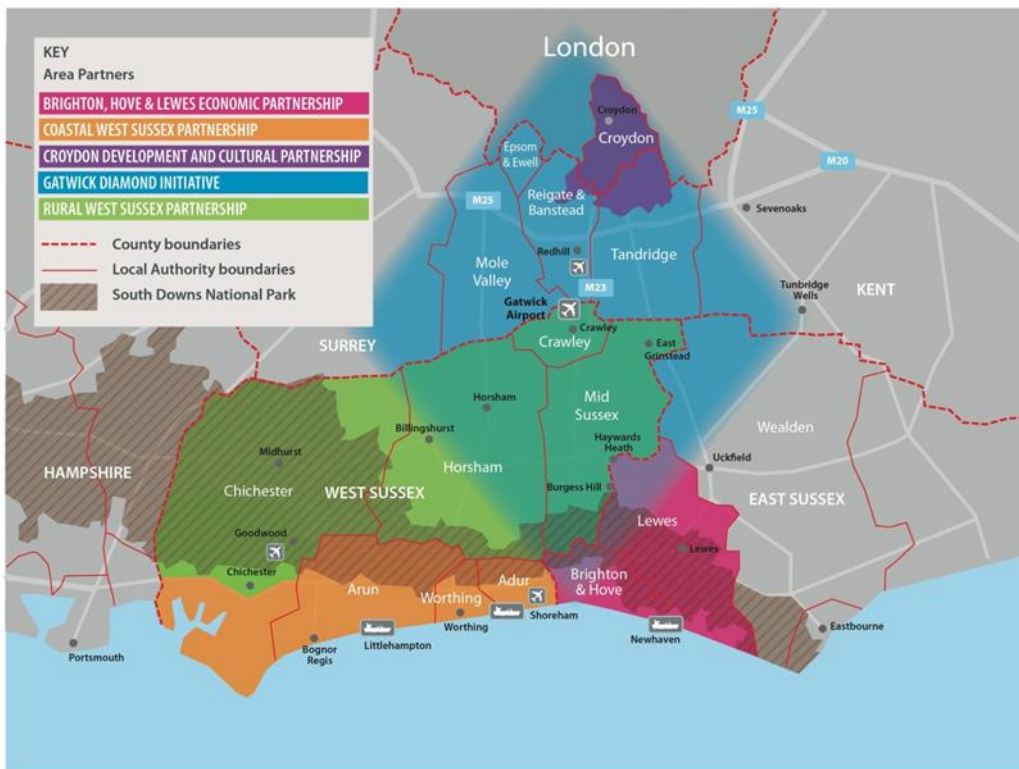 KEY
Area Partners
BRIGHTON, HOVE & LEWES ECONOMIC PARTNERSHIP
COASTAL WEST SUSSEX PARTNERSHIP
CROYDON DEVELOPMENT AND CULTURAL PARTNERSHIP
GATWICK DIAMOND INITIATIVE
RURAL WEST SUSSEX PARTNERSHIP
County boundaries
Local Authority boundaries
South Downs National Park
London
M25
Croydon
Croydon
Epsom
& Ewell
M20
Reigate &
Banstead
M25
Sevenoaks
Redhill
Tandridge
Mole
Valley
M23
Tunbridge
Wells
KENT
Gatwick
Airport
Crawley
Crawley
SURREY
East
Grinstead
Horsham
Mid
Sussex
Billingshurst
Wealden
Haywards
Heath
Midhurst
Uckfield
HAMPSHIRE
Horsham
Chichester
WEST SUSSEX
Burgess Hill
EAST SUSSEX
Lewes
Goodwood
Lewes
Chichester
Brighton
& Hove
Adur
Arun
Worthing
Worthing
Shoreham
Eastbourne
Newhaven
Bognor
Regis
Littlehampton
Portsmouth